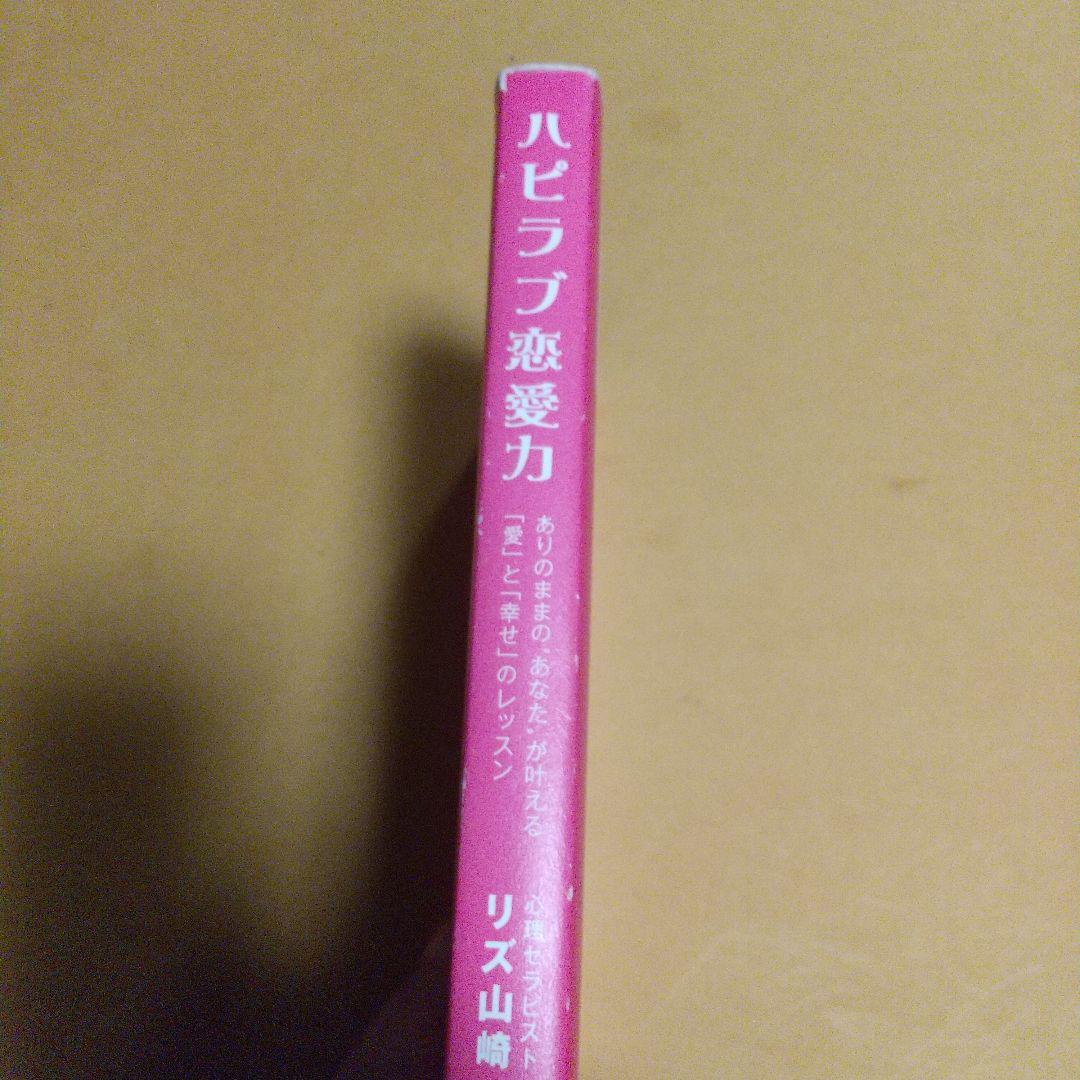 ハピラブ恋愛力
ありのままの"あなた"が叶える
「愛」と「幸せ」のレッスン
心理セラピスト
リズ山崎